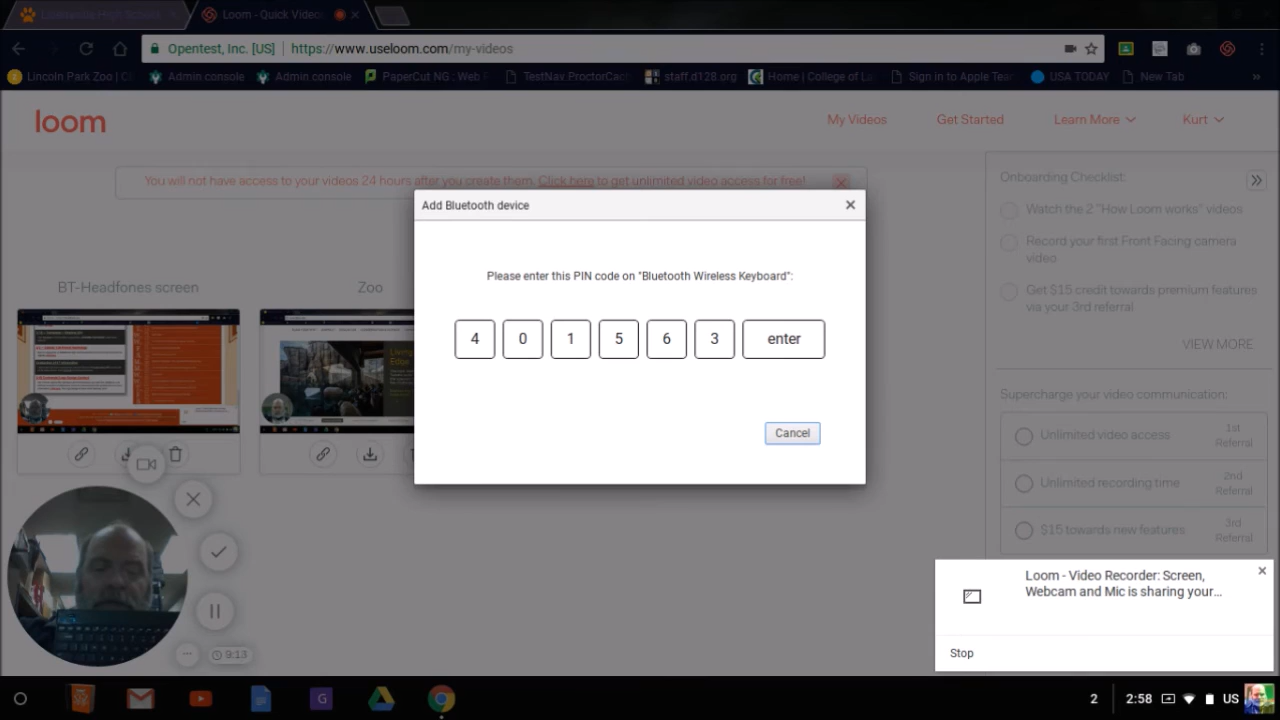 Libertyville High School
Loom - Quick Videos
Opentest, Inc. [US]
https://www.useloom.com/my-videos
Lincoln Park Zoo | C
Admin.console
Admin.console
PaperCut NG : Web P
TestNav.ProctorCac
staff.d128.org
Home | College of La
Sign in to Apple Tea
USA TODAY
New Tab
»
loom
My Videos
Get Started
Learn More
Kurt
You will not have access to your videos 24 hours after you create them. Click here to get unlimited video access for free!
Add Bluetooth device
Please enter this PIN code on "Bluetooth Wireless Keyboard":
4 0 1 5 6 3 enter
Cancel
BT-Headfones screen
Zoo
Onboarding Checklist:
Watch the 2 "How Loom works" videos
Record your first Front Facing camera
video
Get $15 credit towards premium features
via your 3rd referral
VIEW MORE
Supercharge your video communication:
Unlimited video access
1st
Referral
Unlimited recording time
2nd
Referral
$15 towards new features
3rd
Referral
9:13
Loom - Video Recorder: Screen,
Webcam and Mic is sharing your...
Stop
2
2:58
US